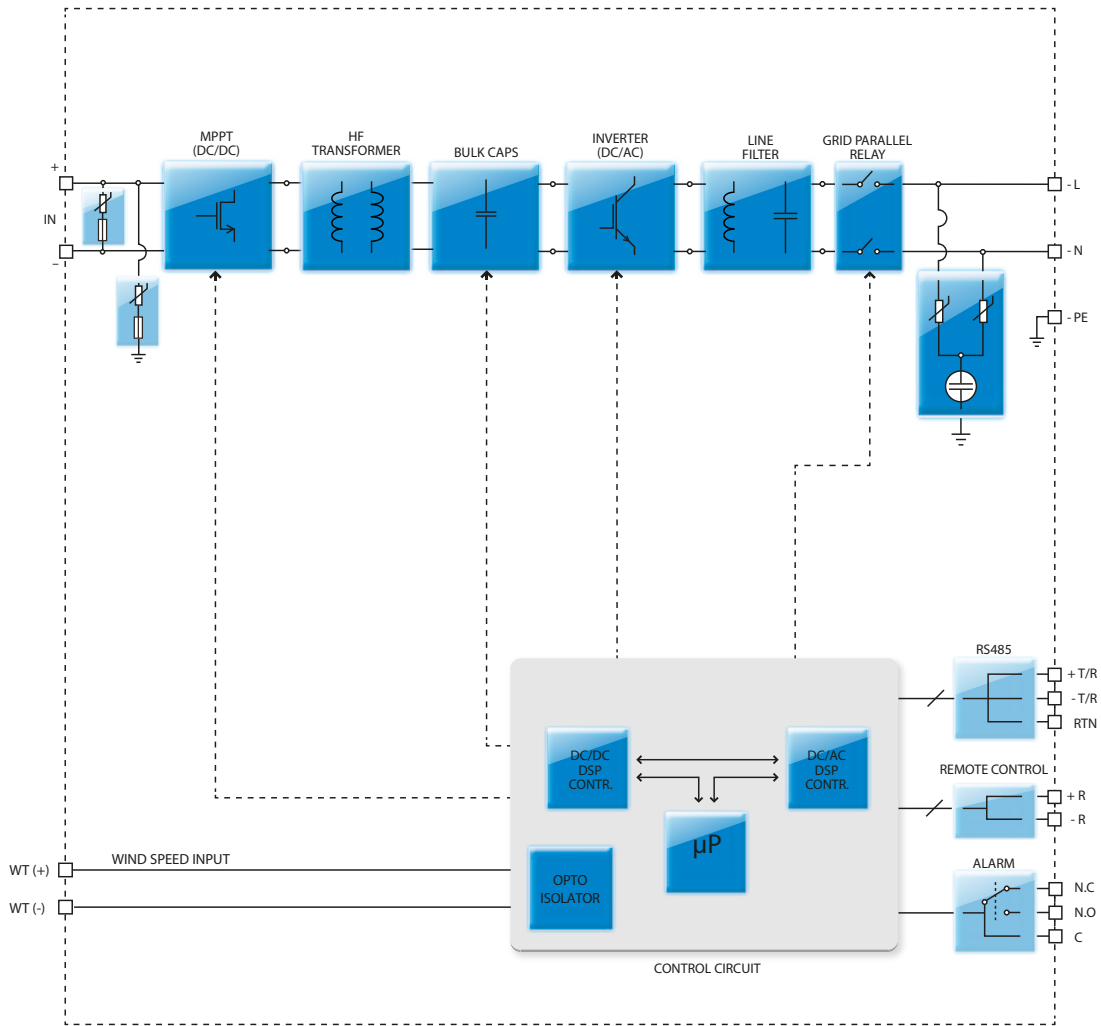 MPPT
(DC/DC)
HF
TRANSFORMER
BULK CAPS
INVERTER
(DC/AC)
LINE
FILTER
GRID PARALLEL
RELAY
+
IN
–
- L
- N
- PE
RS485
+ T/R
- T/R
RTN
DC/DC
DSP
CONTR.
DC/AC
DSP
CONTR.
REMOTE CONTROL
+ R
- R
µP
WT (+)
WIND SPEED INPUT
OPTO
ISOLATOR
WT (-)
ALARM
N.C
N.O
C
CONTROL CIRCUIT